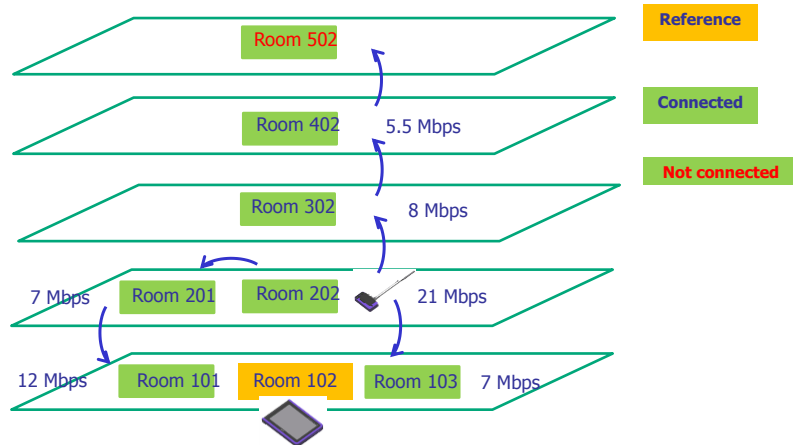 Room 502
Reference
Room 402
5.5 Mbps
Connected
Not connected
Room 302
8 Mbps
7 Mbps
Room 201
Room 202
21 Mbps
12 Mbps
Room 101
Room 102
Room 103
7 Mbps